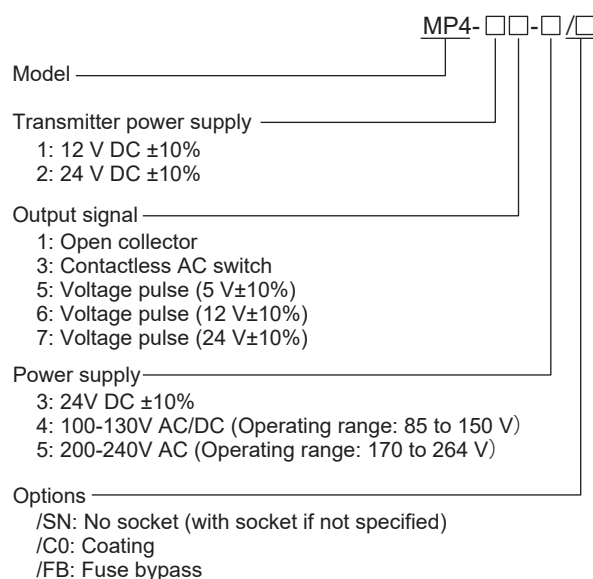 MP4-□□-□/□
Model
Transmitter power supply
1: 12 V DC ±10%
2: 24 V DC ±10%
Output signal
1: Open collector
3: Contactless AC switch
5: Voltage pulse (5 V±10%)
6: Voltage pulse (12 V±10%)
7: Voltage pulse (24 V±10%)
Power supply
3: 24V DC ±10%
4: 100-130V AC/DC (Operating range: 85 to 150 V)
5: 200-240V AC (Operating range: 170 to 264 V)
Options
/SN: No socket (with socket if not specified)
/C0: Coating
/FB: Fuse bypass